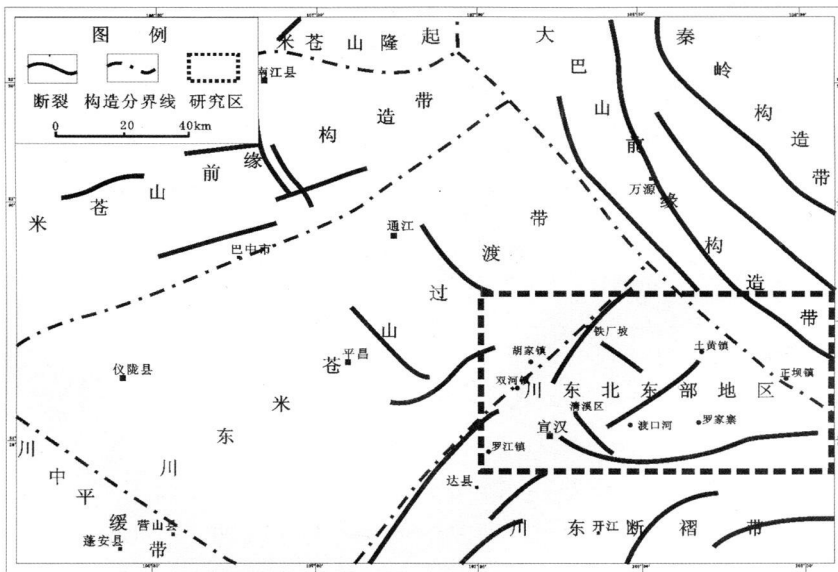 图 例
断裂 构造分界线 研究区
0 20 40km
米苍山隆起
南江县
大巴山前缘构造带
秦岭构造带
万源
米苍山前缘构造带
巴中市
通江
川东米苍山过渡带
平昌
仪陇县
铁厂坡
胡家镇
土黄镇
双河镇
正坝镇
川东北东部地区
清溪区
宣汉
渡口河
罗家寨
罗江镇
达县
川中平缓带
营山县
蓬安县
川东断褶带
开江